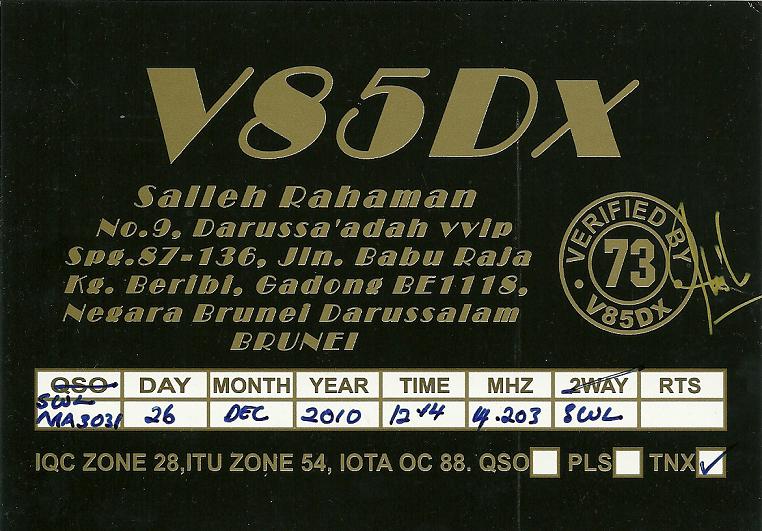 V85DX
Salleh Rahaman
No.9, Darussa'adah vvip
Spg.87-136, Jln. Babu Raja
Kg. Beribi, Gadong BE1118,
Negara Brunei Darussalam
BRUNEI
VERIFIED BY
73
· V85DX ·
QSO DAY MONTH YEAR TIME MHZ 2WAY RTS
SWL
MA3031 26 DEC 2010 12 14 14.203 SWL
IQC ZONE 28,ITU ZONE 54, IOTA OC 88. QSO PLS TNX ✓